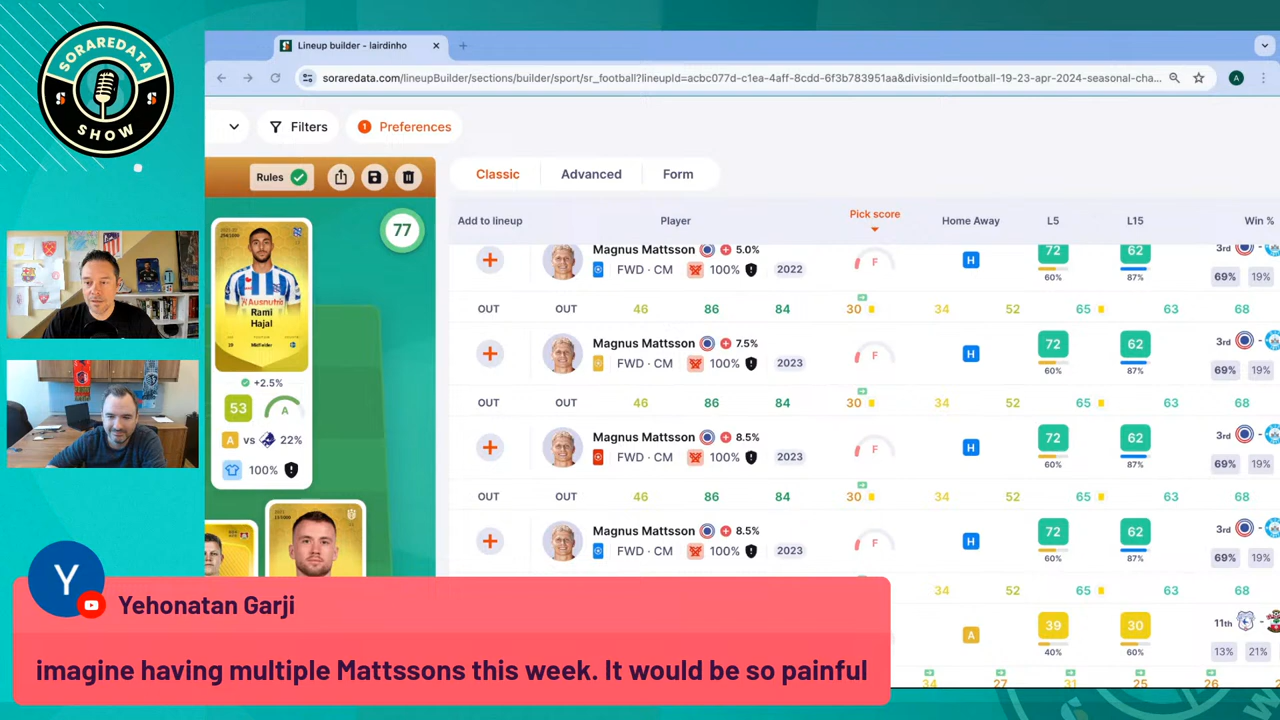 SORAREDATA
SHOW
Lineup builder - lairdinho
soraredata.com/lineupBuilder/sections/builder/sport/sr_football?lineupId=acbc077d-c1ea-4aff-8cdd-6f3b783951aa&divisionId=football-19-23-apr-2024-seasonal-cha...
A
Filters
1 Preferences
Rules
Classic Advanced Form
77
Add to lineup Player Pick score Home Away L5 L15 Win %
Rami
Hajal
Midfielder
+2.5%
53 A
A vs 22%
100%
Magnus Mattsson 5.0% 72 62 3rd
FWD · CM 100% 2022 F H 60% 87% 69% 19%
OUT OUT 46 86 84 30 34 52 65 63 68
Magnus Mattsson 7.5% 72 62 3rd
FWD · CM 100% 2023 F H 60% 87% 69% 19%
OUT OUT 46 86 84 30 34 52 65 63 68
Magnus Mattsson 8.5% 72 62 3rd
FWD · CM 100% 2023 F H 60% 87% 69% 19%
OUT OUT 46 86 84 30 34 52 65 63 68
Magnus Mattsson 8.5% 72 62 3rd
FWD · CM 100% 2023 F H 60% 87% 69% 19%
34 52 65 63 68
A 39 30 11th
40% 60% 13% 21%
34 27 31 25 26
Y
Yehonatan Garji
imagine having multiple Mattssons this week. It would be so painful